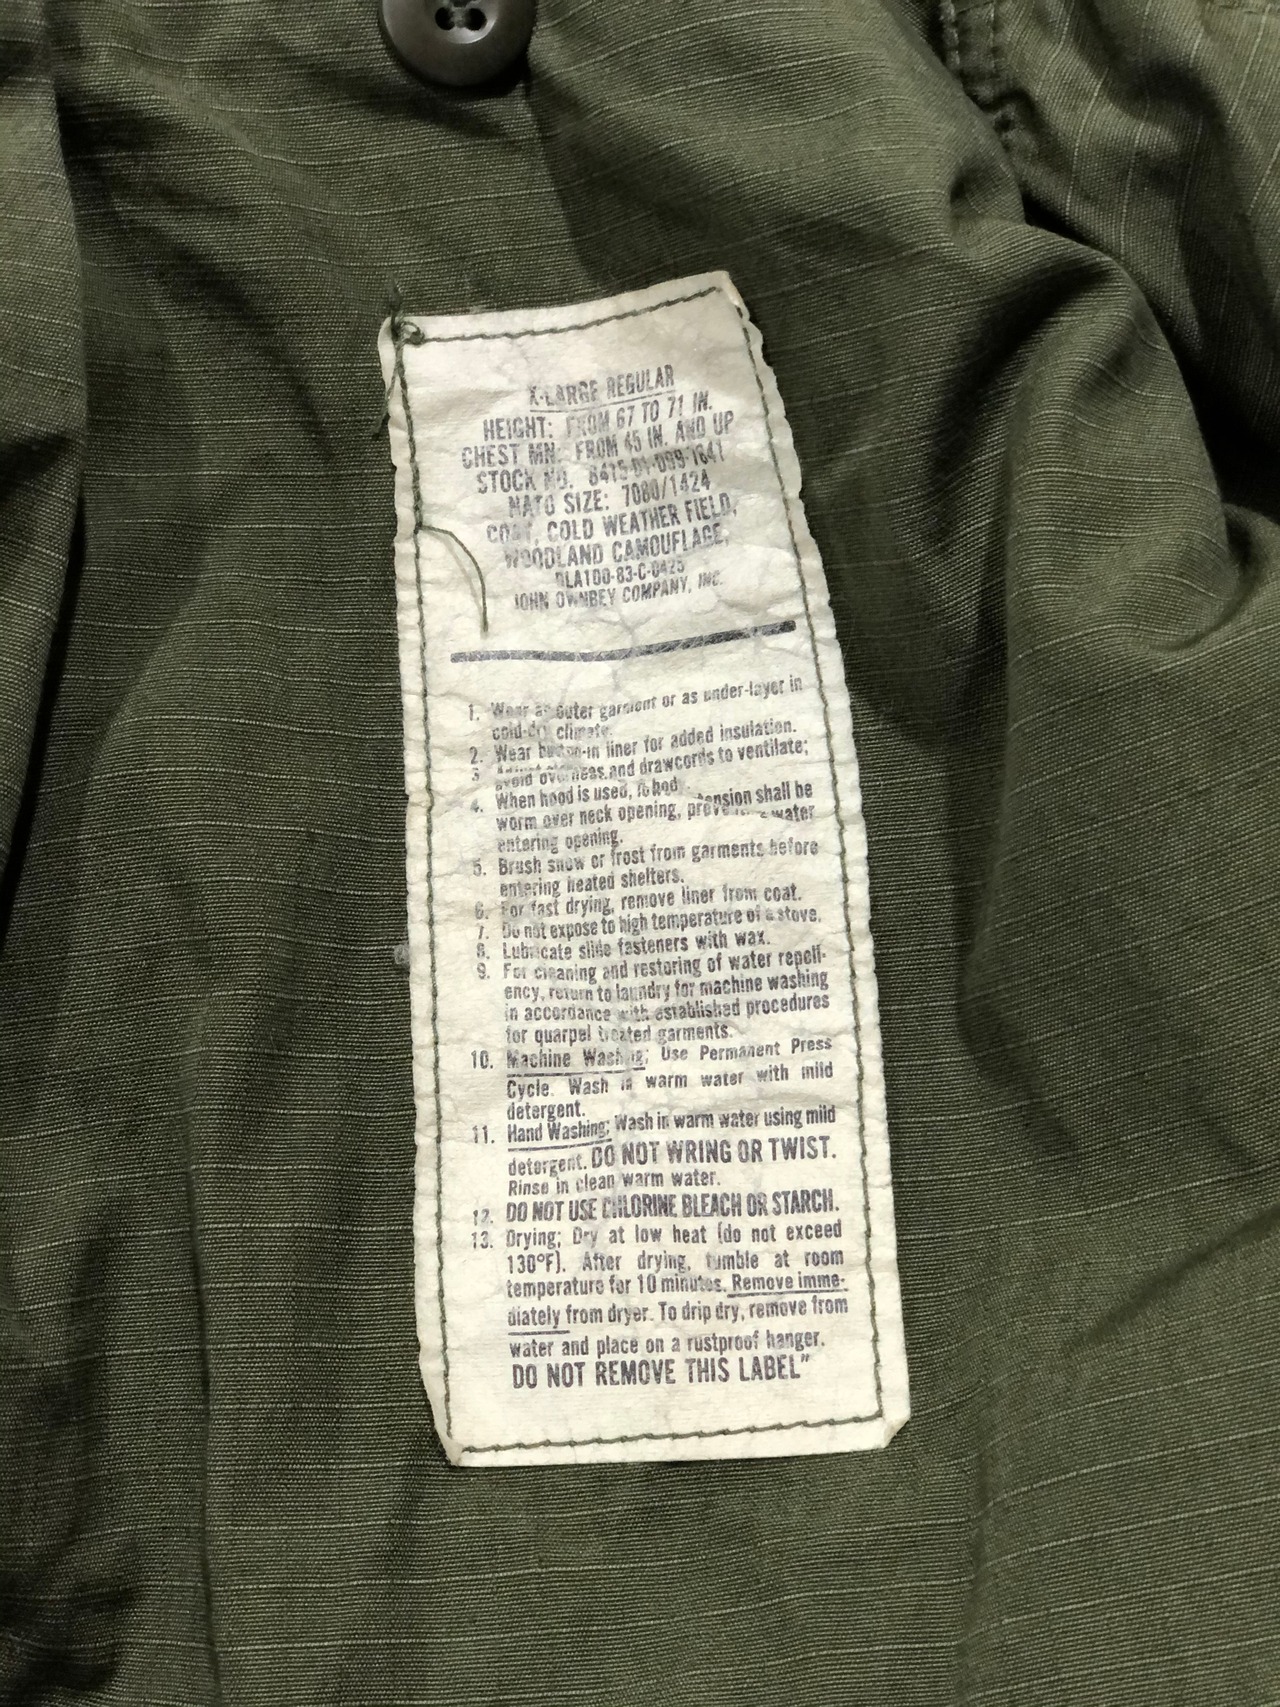 X-LARGE REGULAR
HEIGHT: FROM 67 TO 71 IN.
CHEST MN. FROM 45 IN. AND UP
STOCK NO. 8415-01-099-7841
NATO SIZE: 7080/1424
COAT, COLD WEATHER FIELD,
WOODLAND CAMOUFLAGE,
DLA100-83-C-0425
JOHN OWNBEY COMPANY, INC.
1. Wear as outer garment or as under-layer in
cold-dry climate.
2. Wear button-in liner for added insulation.
3 and drawcords to ventilate;
avoid overheas.
4. When hood is used, tension shall be
worm over neck opening, water
entering opening.
5. Brush snow or frost from garments before
entering heated shelters.
6. For fast drying, remove liner from coat.
7. Do not expose to high temperature of a stove.
8. Lubricate slide fasteners with wax.
9. For cleaning and restoring of water repell-
ency, return to laundry for machine washing
in accordance with established procedures
for quarpel treated garments.
10. Machine Washing; Use Permanent Press
Cycle. Wash in warm water with mild
detergent.
11. Hand Washing; Wash in warm water using mild
detergent. DO NOT WRING OR TWIST.
Rinse in clean warm water.
12. DO NOT USE CHLORINE BLEACH OR STARCH.
13. Drying; Dry at low heat (do not exceed
130°F). After drying, tumble at room
temperature for 10 minutes. Remove imme-
diately from dryer. To drip dry, remove from
water and place on a rustproof hanger.
DO NOT REMOVE THIS LABEL"